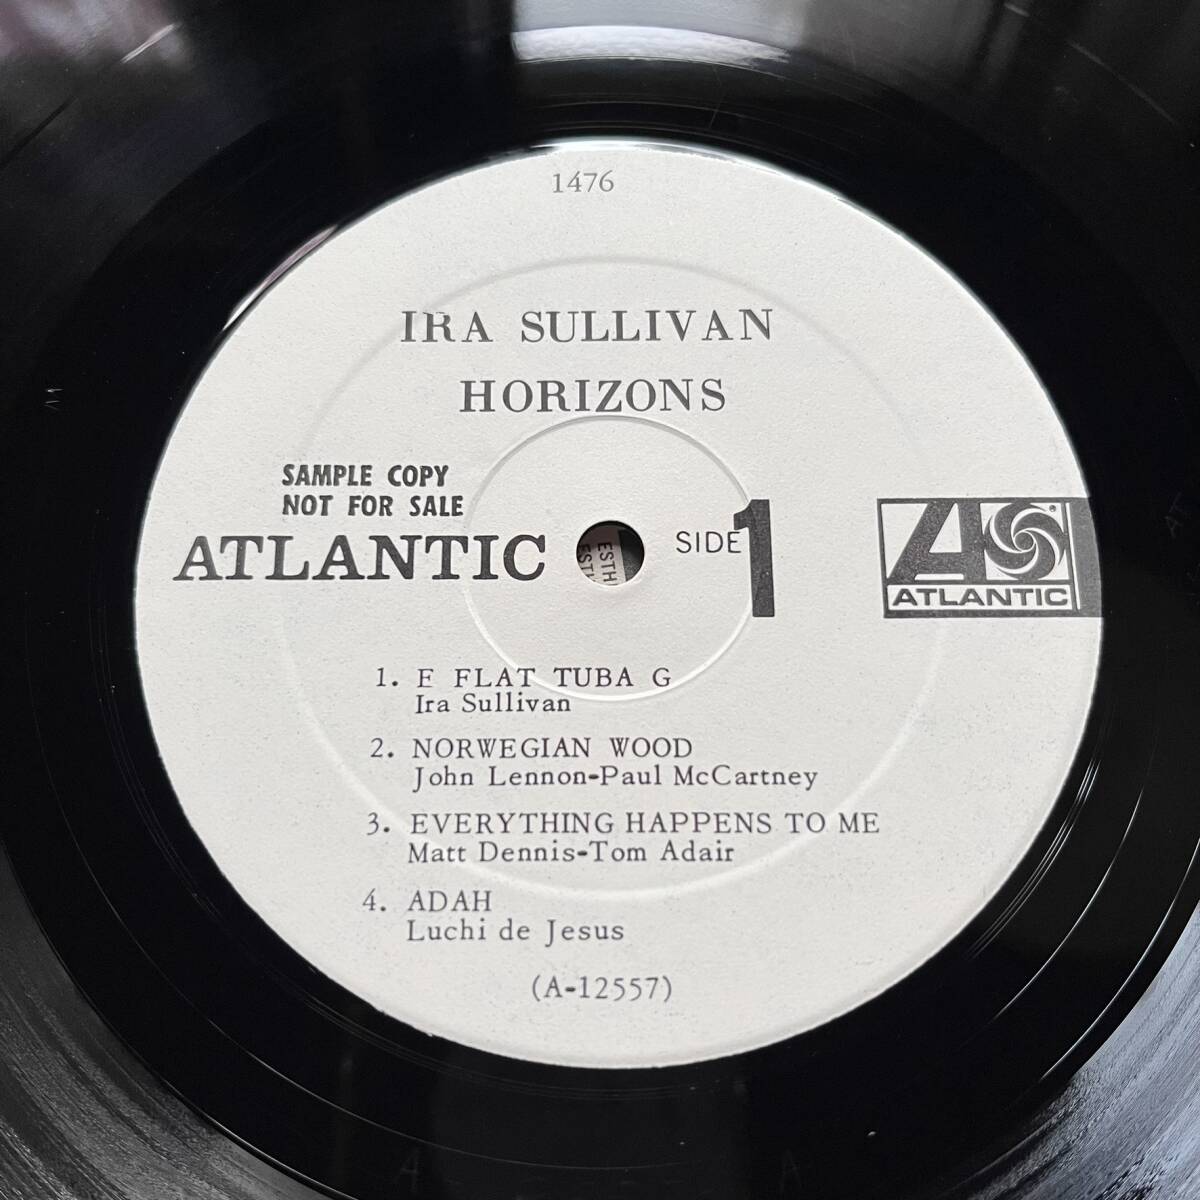 1476
IRA SULLIVAN
HORIZONS
SAMPLE COPY
NOT FOR SALE
ATLANTIC
SIDE 1
ATLANTIC
1. E FLAT TUBA G
Ira Sullivan
2. NORWEGIAN WOOD
John Lennon-Paul McCartney
3. EVERYTHING HAPPENS TO ME
Matt Dennis-Tom Adair
4. ADAH
Luchi de Jesus
(A-12557)